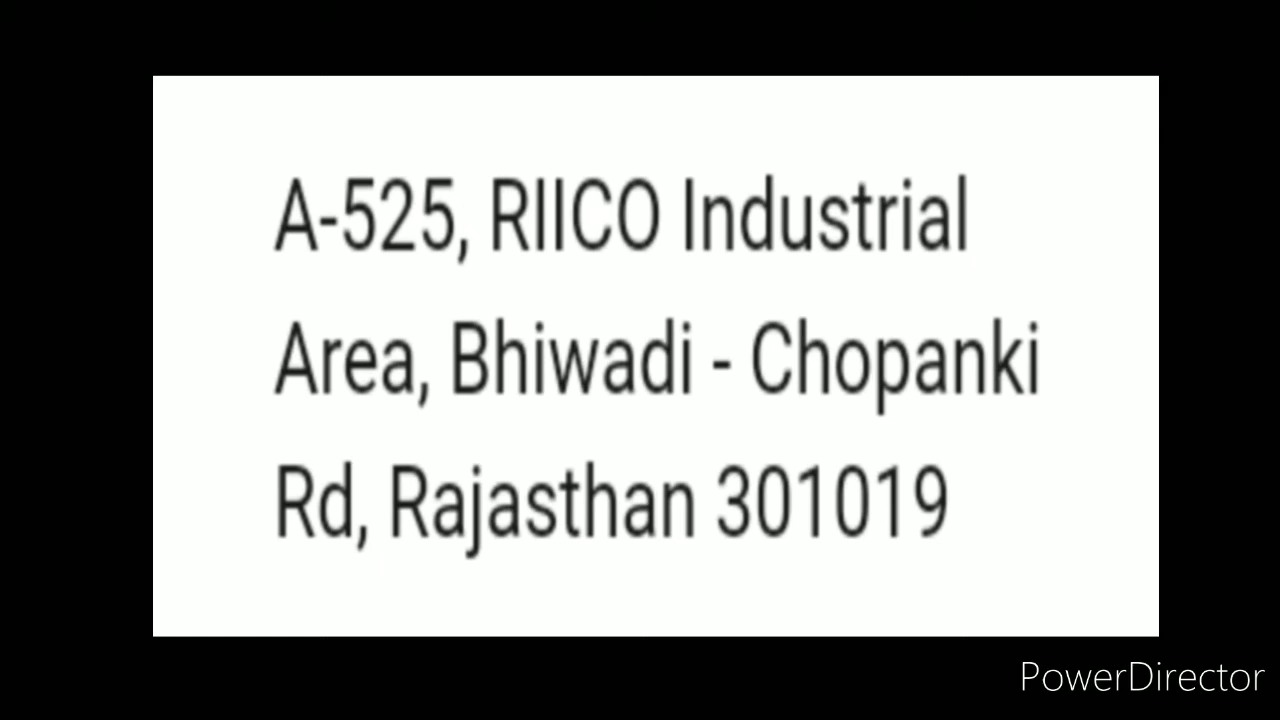 A-525, RIICO Industrial
Area, Bhiwadi - Chopanki
Rd, Rajasthan 301019
PowerDirector